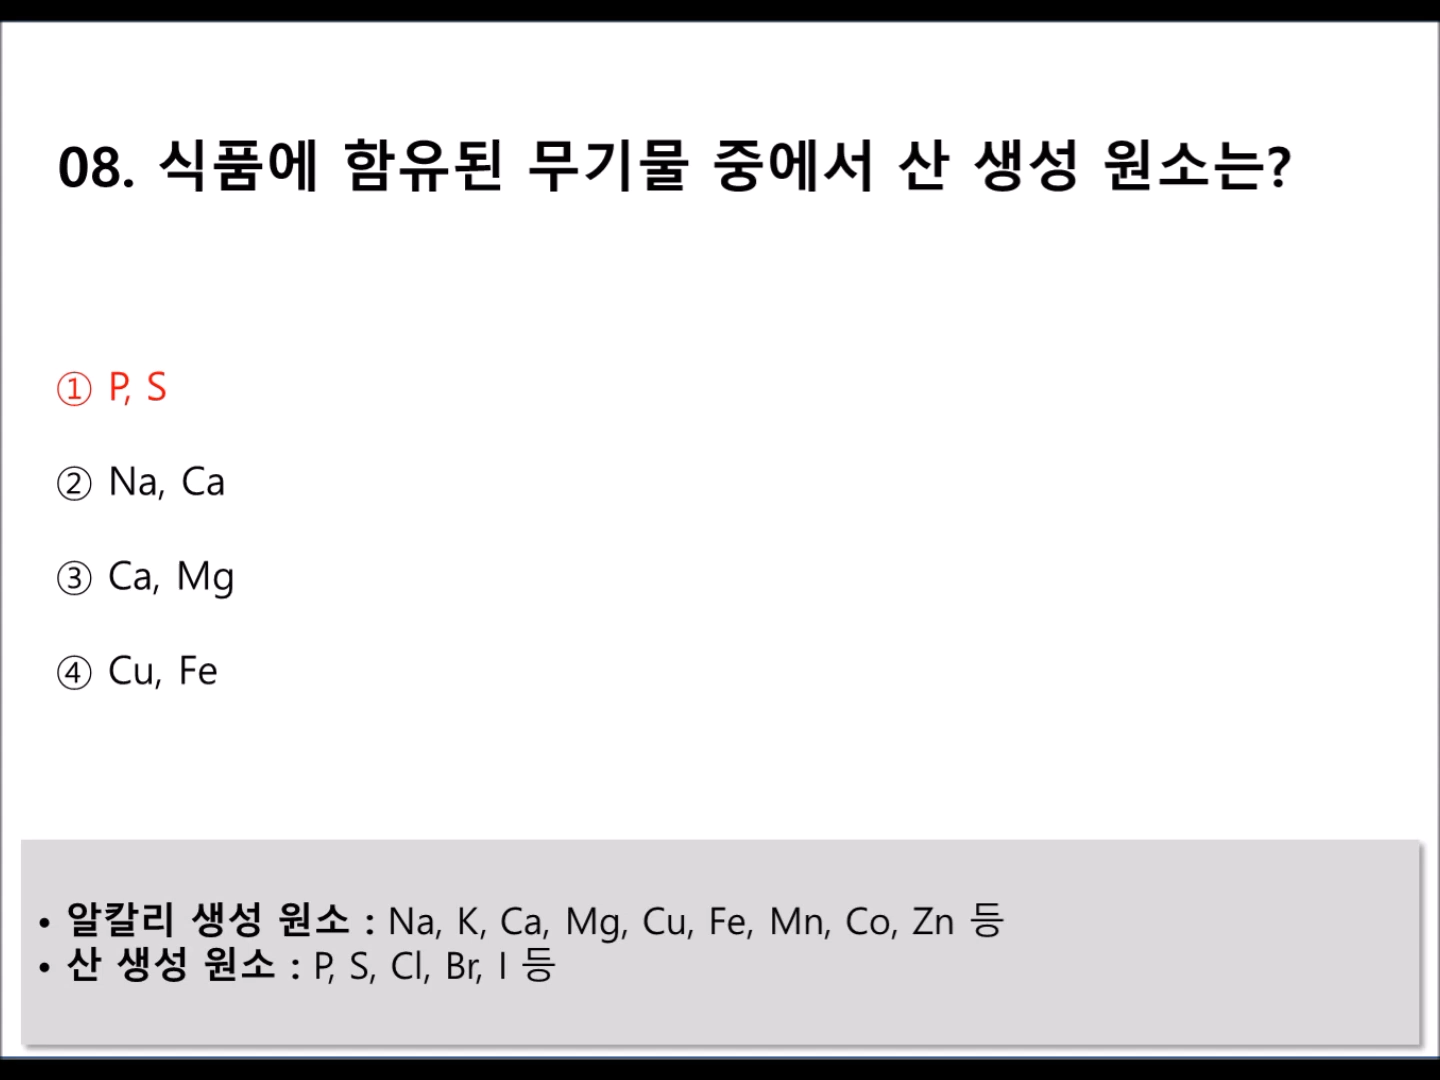 08. 식품에 함유된 무기물 중에서 산 생성 원소는?
① P, S
② Na, Ca
③ Ca, Mg
④ Cu, Fe
• 알칼리 생성 원소 : Na, K, Ca, Mg, Cu, Fe, Mn, Co, Zn 등
• 산 생성 원소 : P, S, Cl, Br, I 등